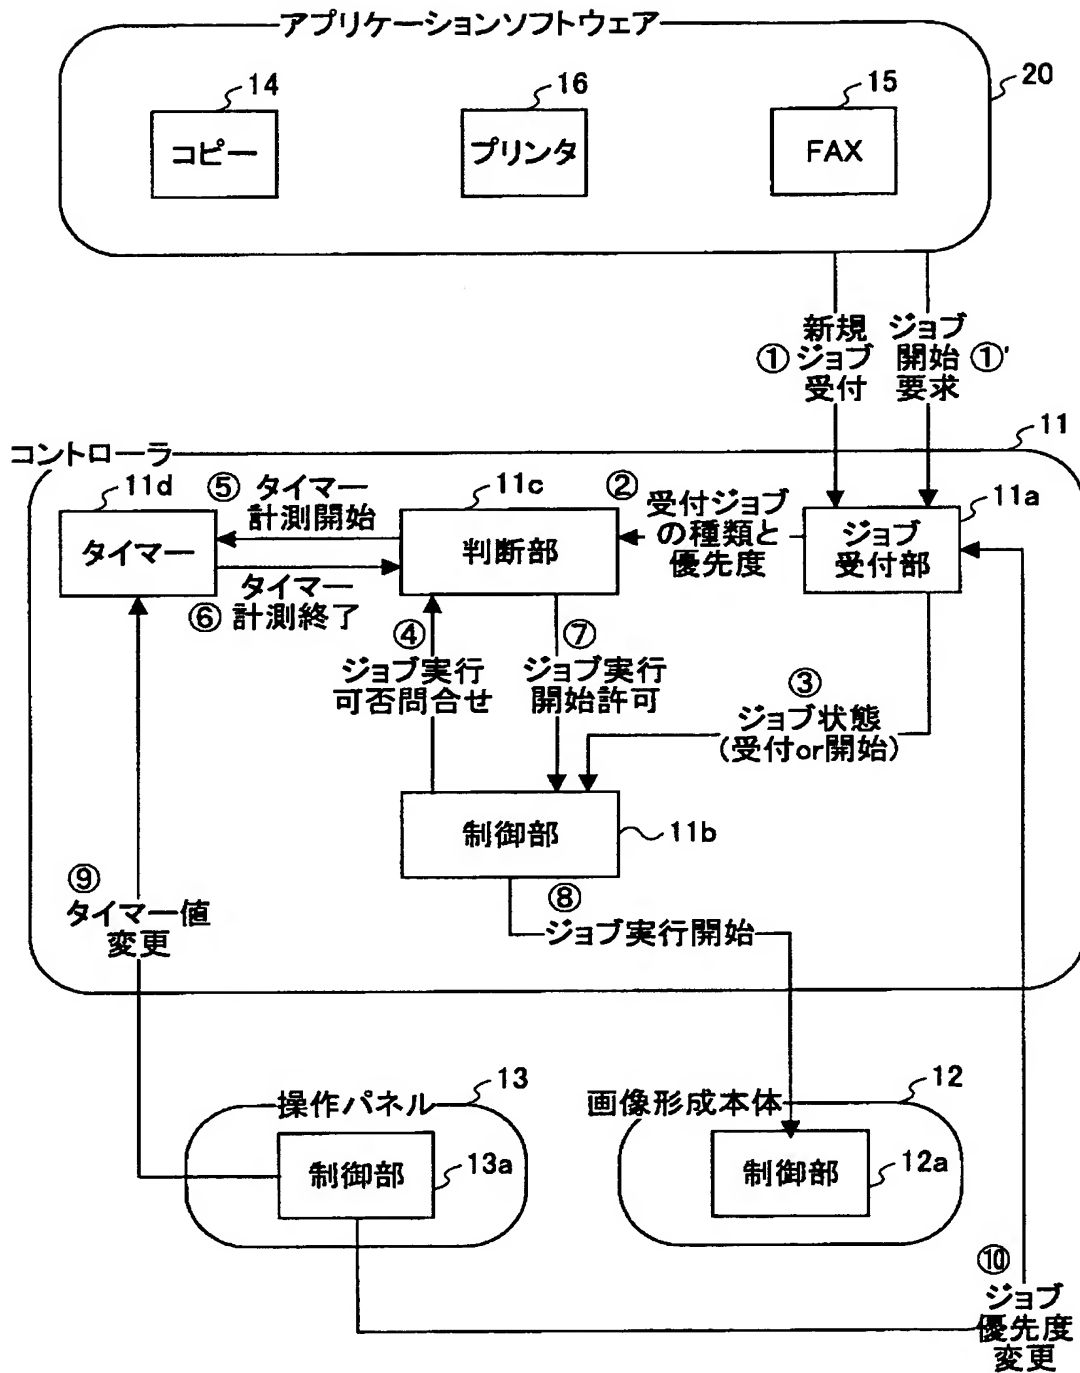 アプリケーションソフトウェア
20
14
コピー
16
プリンタ
15
FAX
①
新規
ジョブ
受付
ジョブ
開始
要求
①'
コントローラ
11
11d
タイマー
⑤
タイマー
計測開始
⑥
タイマー
計測終了
11c
判断部
②
受付ジョブ
の種類と
優先度
11a
ジョブ
受付部
④
ジョブ実行
可否問合せ
⑦
ジョブ実行
開始許可
③
ジョブ状態
(受付or開始)
制御部
11b
⑧
ジョブ実行開始
⑨
タイマー値
変更
操作パネル
13
制御部
13a
画像形成本体
12
制御部
12a
⑩
ジョブ
優先度
変更